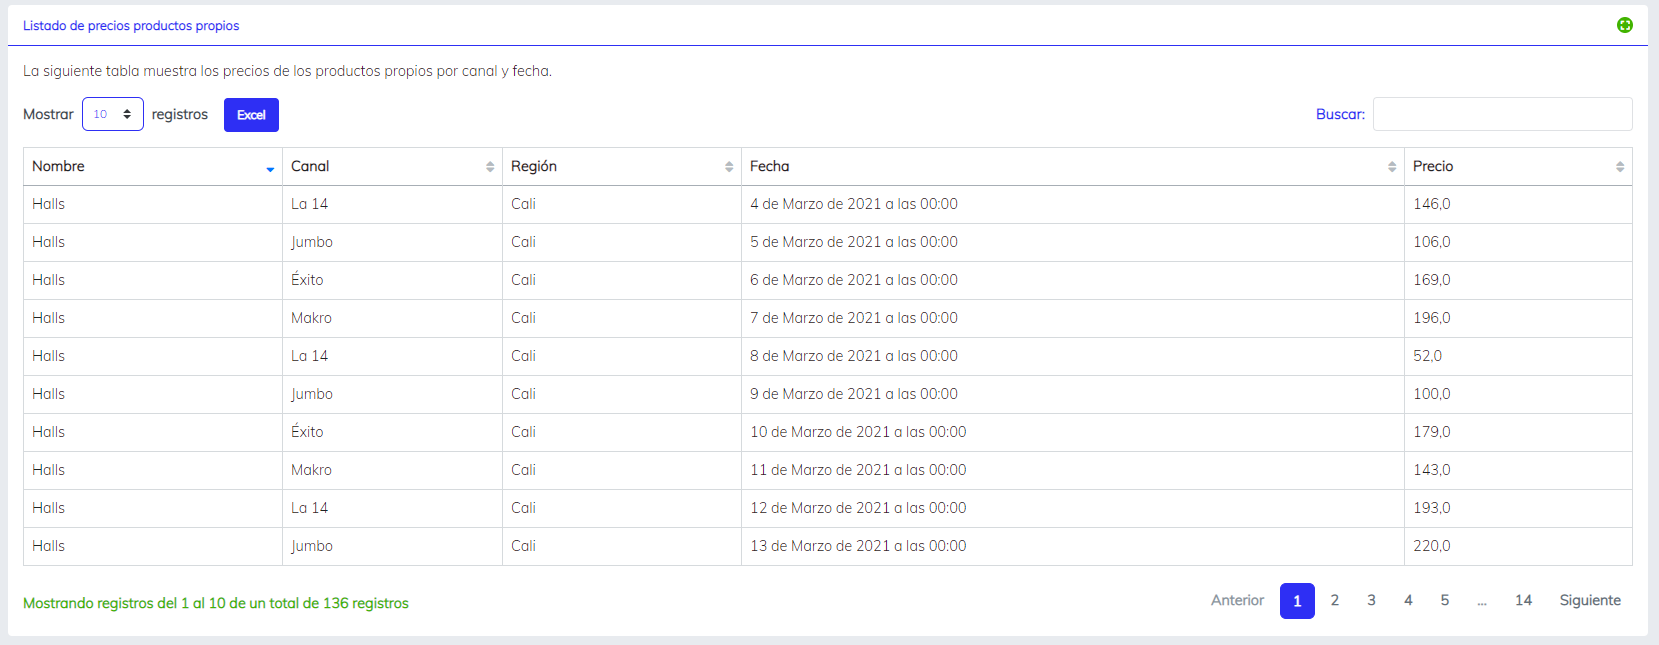 Listado de precios productos propios
La siguiente tabla muestra los precios de los productos propios por canal y fecha.
Mostrar 10 registros Excel Buscar:
Nombre Canal Región Fecha Precio
Halls La 14 Cali 4 de Marzo de 2021 a las 00:00 146,0
Halls Jumbo Cali 5 de Marzo de 2021 a las 00:00 106,0
Halls Éxito Cali 6 de Marzo de 2021 a las 00:00 169,0
Halls Makro Cali 7 de Marzo de 2021 a las 00:00 196,0
Halls La 14 Cali 8 de Marzo de 2021 a las 00:00 52,0
Halls Jumbo Cali 9 de Marzo de 2021 a las 00:00 100,0
Halls Éxito Cali 10 de Marzo de 2021 a las 00:00 179,0
Halls Makro Cali 11 de Marzo de 2021 a las 00:00 143,0
Halls La 14 Cali 12 de Marzo de 2021 a las 00:00 193,0
Halls Jumbo Cali 13 de Marzo de 2021 a las 00:00 220,0
Mostrando registros del 1 al 10 de un total de 136 registros Anterior 1 2 3 4 5 ... 14 Siguiente